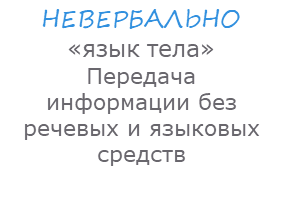 НЕВЕРБАЛЬНО
«язык тела»
Передача
информации без
речевых и языковых
средств